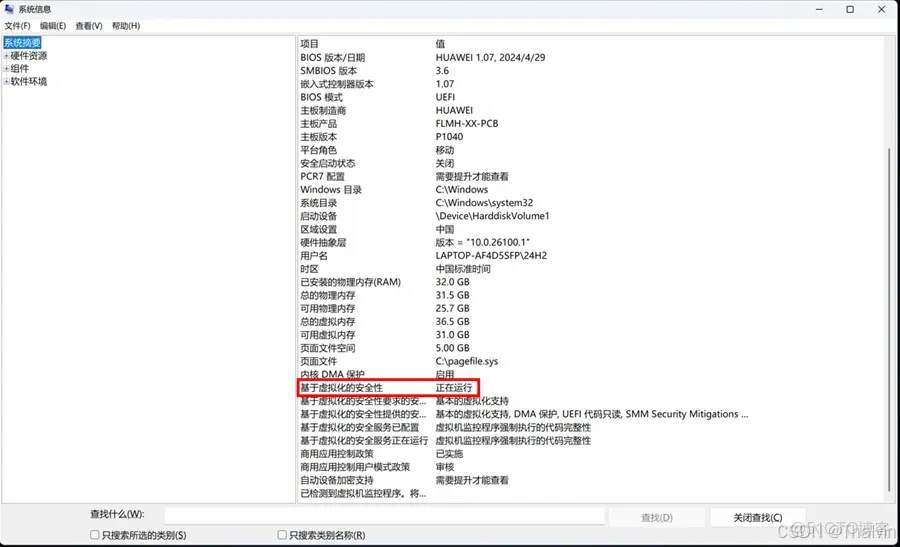 系统信息
文件(F) 编辑(E) 查看(V) 帮助(H)
系统摘要
硬件资源
组件
软件环境
项目 值
BIOS 版本/日期 HUAWEI 1.07, 2024/4/29
SMBIOS 版本 3.6
嵌入式控制器版本 1.07
BIOS 模式 UEFI
主板制造商 HUAWEI
主板产品 FLMH-XX-PCB
主板版本 P1040
平台角色 移动
安全启动状态 关闭
PCR7 配置 需要提升才能查看
Windows 目录 C:\Windows
系统目录 C:\Windows\system32
启动设备 \Device\HarddiskVolume1
区域设置 中国
硬件抽象层 版本 = "10.0.26100.1"
用户名 LAPTOP-AF4D5SFP\24H2
时区 中国标准时间
已安装的物理内存(RAM) 32.0 GB
总的物理内存 31.5 GB
可用物理内存 25.7 GB
总的虚拟内存 36.5 GB
可用虚拟内存 31.0 GB
页面文件空间 5.00 GB
页面文件 C:\pagefile.sys
内核 DMA 保护 启用
基于虚拟化的安全性 正在运行
基于虚拟化的安全性要求的安... 基本的虚拟化支持
基于虚拟化的安全性提供的安... 基本的虚拟化支持, DMA 保护, UEFI 代码只读, SMM Security Mitigations ...
基于虚拟化的安全服务已配置 虚拟机监控程序强制执行的代码完整性
基于虚拟化的安全服务正在运行 虚拟机监控程序强制执行的代码完整性
商用应用控制政策 已实施
商用应用控制用户模式政策 审核
自动设备加密支持 需要提升才能查看
已检测到虚拟机监控程序。将...
查找什么(W): 查找(D) 关闭查找(C)
只搜索所选的类别(S) 只搜索类别名称(R)
@51CTO博客
CSDN @Thalvin